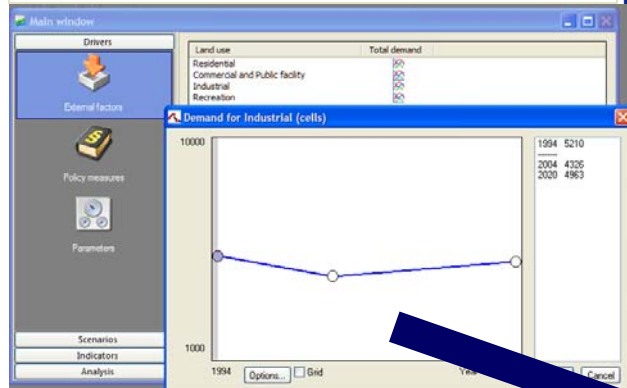 Main window
Drivers
External factors
Policy measures
Parameters
Scenarios
Indicators
Analysis
Land use Total demand
Residential
Commercial and Public facility
Industrial
Recreation
Demand for Industrial (cells)
10000
1000
1994
Options...
Grid
1994 5210
2004 4326
2020 4963
Cancel